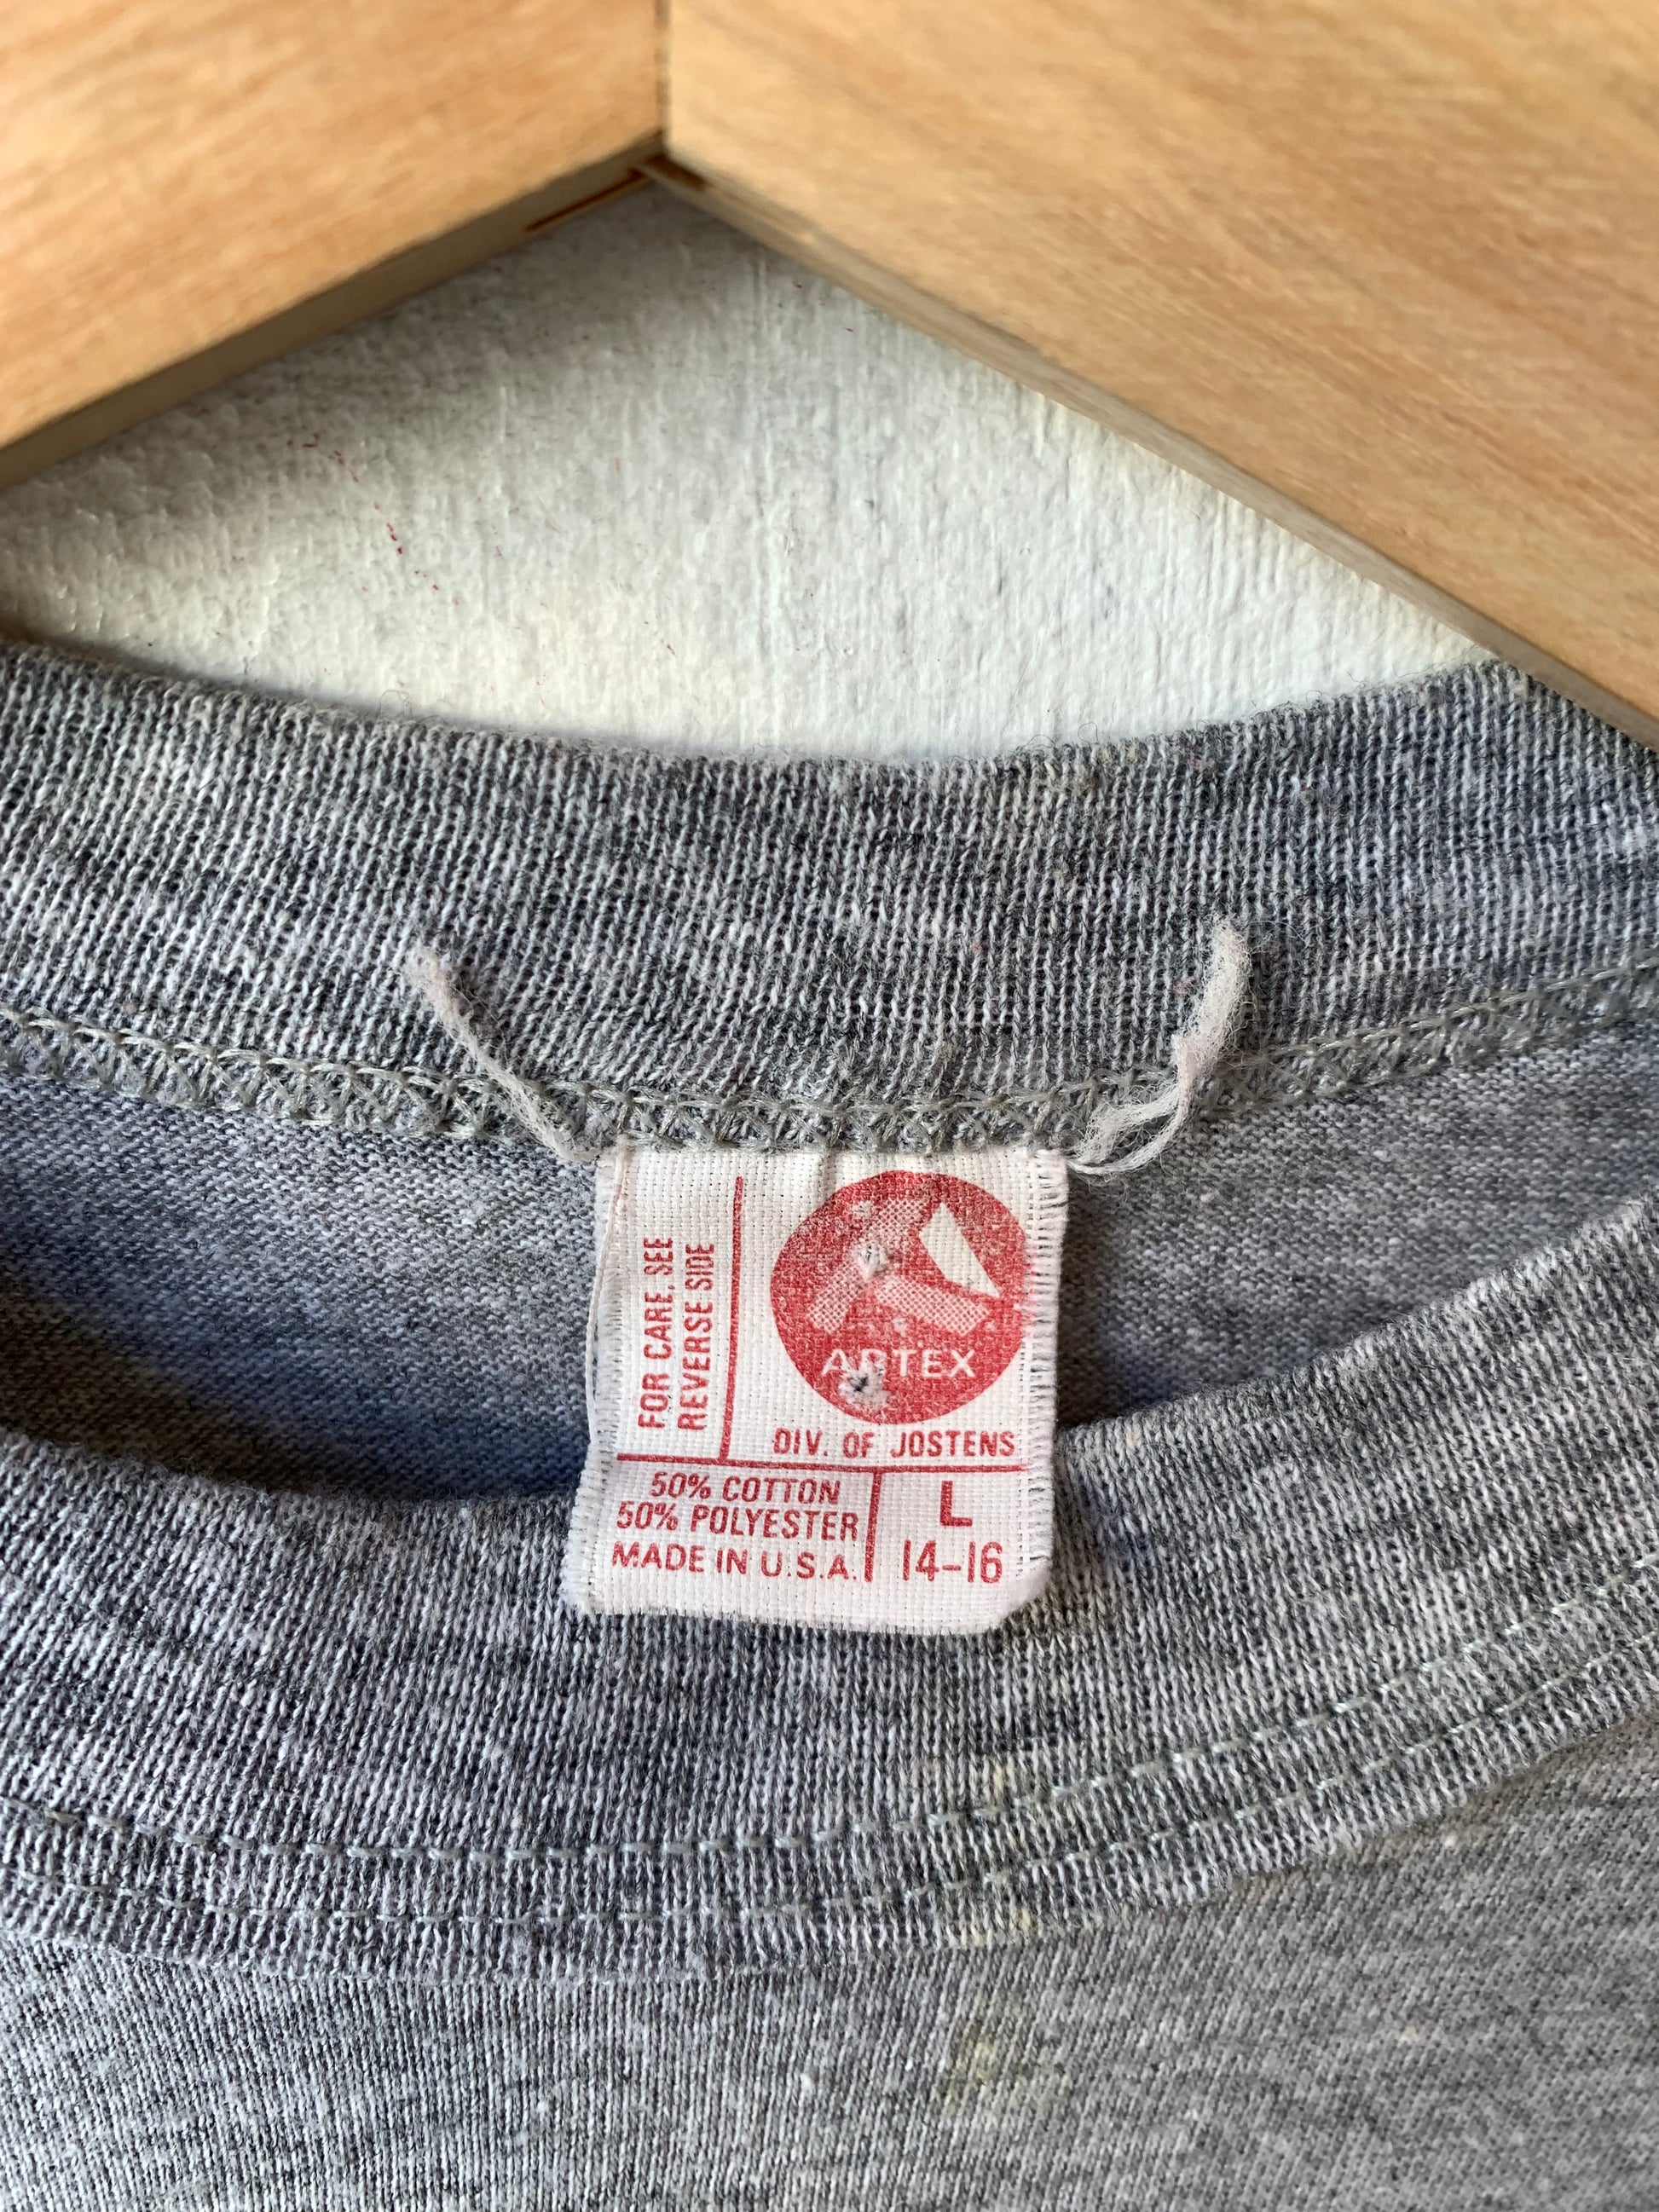 FOR CARE, SEE
REVERSE SIDE
ARTEX
DIV. OF JOSTENS
50% COTTON
50% POLYESTER
MADE IN U.S.A.
L
14-16